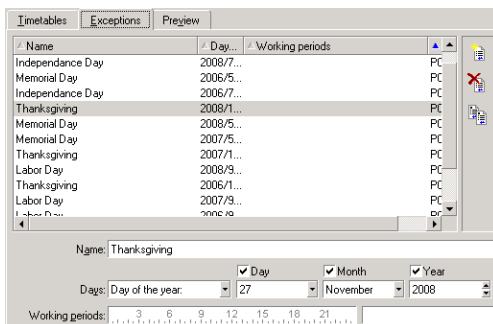 Timetables Exceptions Preview
Name Day... Working periods
Independance Day 2008/7... PC
Memorial Day 2006/5... PC
Independance Day 2006/7... PC
Thanksgiving 2008/1... PC
Memorial Day 2008/5... PC
Memorial Day 2007/5... PC
Thanksgiving 2007/1... PC
Labor Day 2008/9... PC
Thanksgiving 2006/1... PC
Labor Day 2007/9... PC
Labor Day 2006/9
Name: Thanksgiving
Day Month Year
Days: Day of the year: 27 November 2008
Working periods: 3 6 9 12 15 18 21